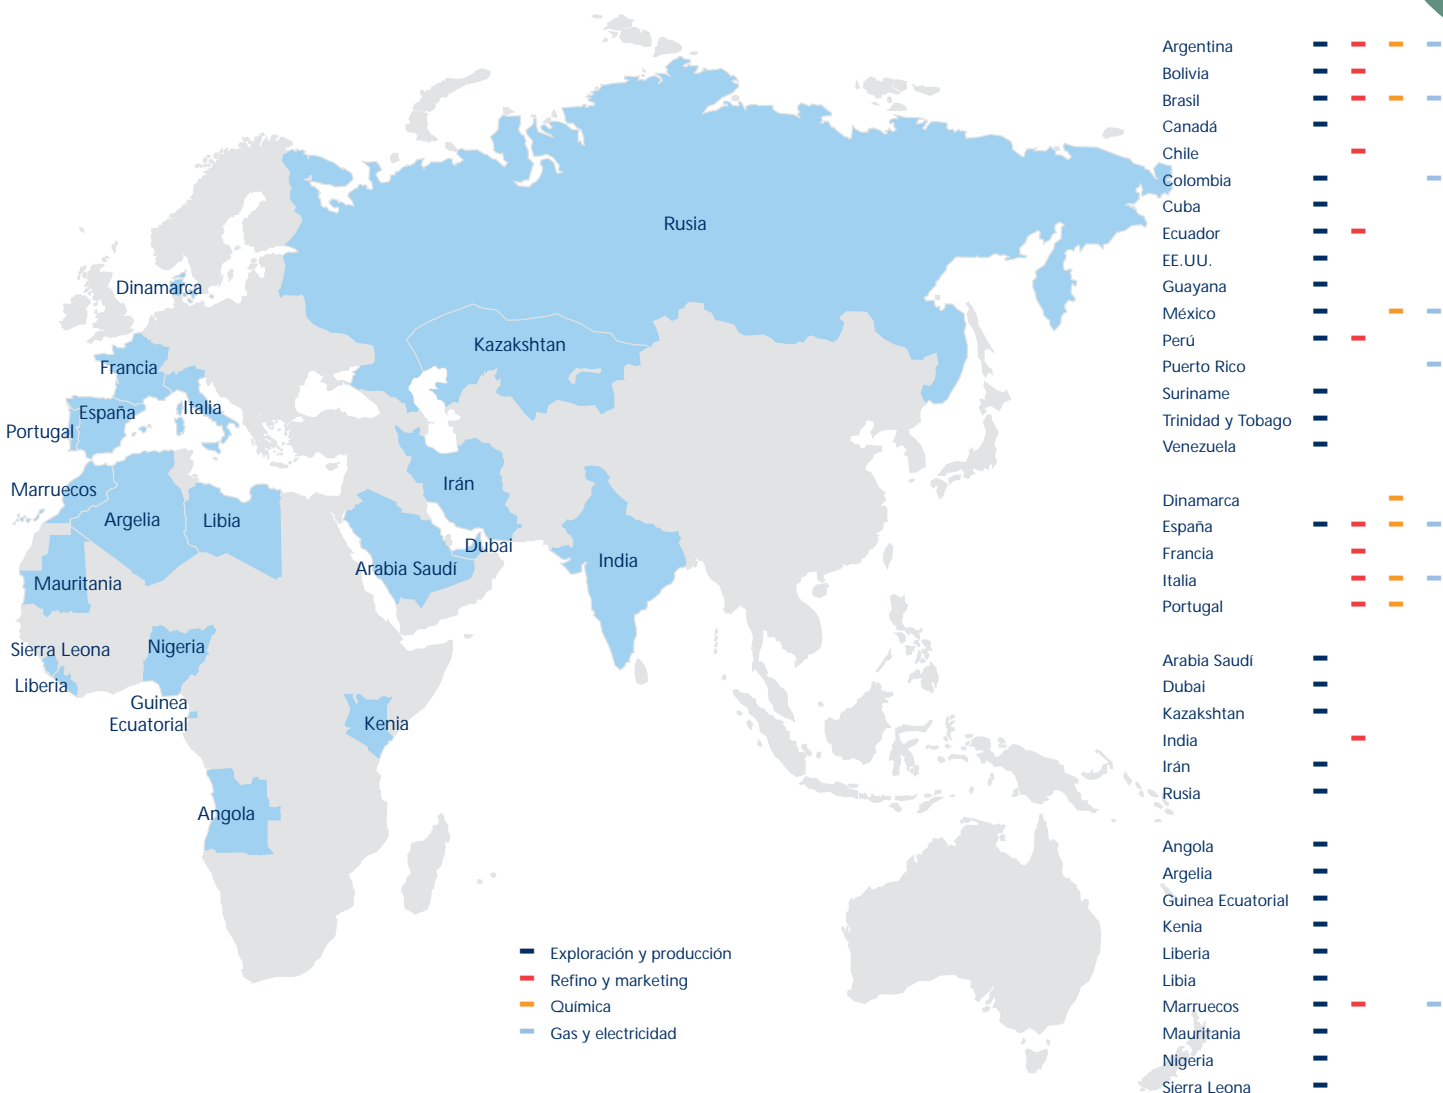 Rusia
Dinamarca
Kazakshtan
Francia
España
Italia
Portugal
Irán
Marruecos
Argelia
Libia
Dubai
India
Arabia Saudí
Mauritania
Sierra Leona
Nigeria
Liberia
Guinea
Ecuatorial
Kenia
Angola
Exploración y producción
Refino y marketing
Química
Gas y electricidad
Argentina
Bolivia
Brasil
Canadá
Chile
Colombia
Cuba
Ecuador
EE.UU.
Guayana
México
Perú
Puerto Rico
Suriname
Trinidad y Tobago
Venezuela
Dinamarca
España
Francia
Italia
Portugal
Arabia Saudí
Dubai
Kazakshtan
India
Irán
Rusia
Angola
Argelia
Guinea Ecuatorial
Kenia
Liberia
Libia
Marruecos
Mauritania
Nigeria
Sierra Leona